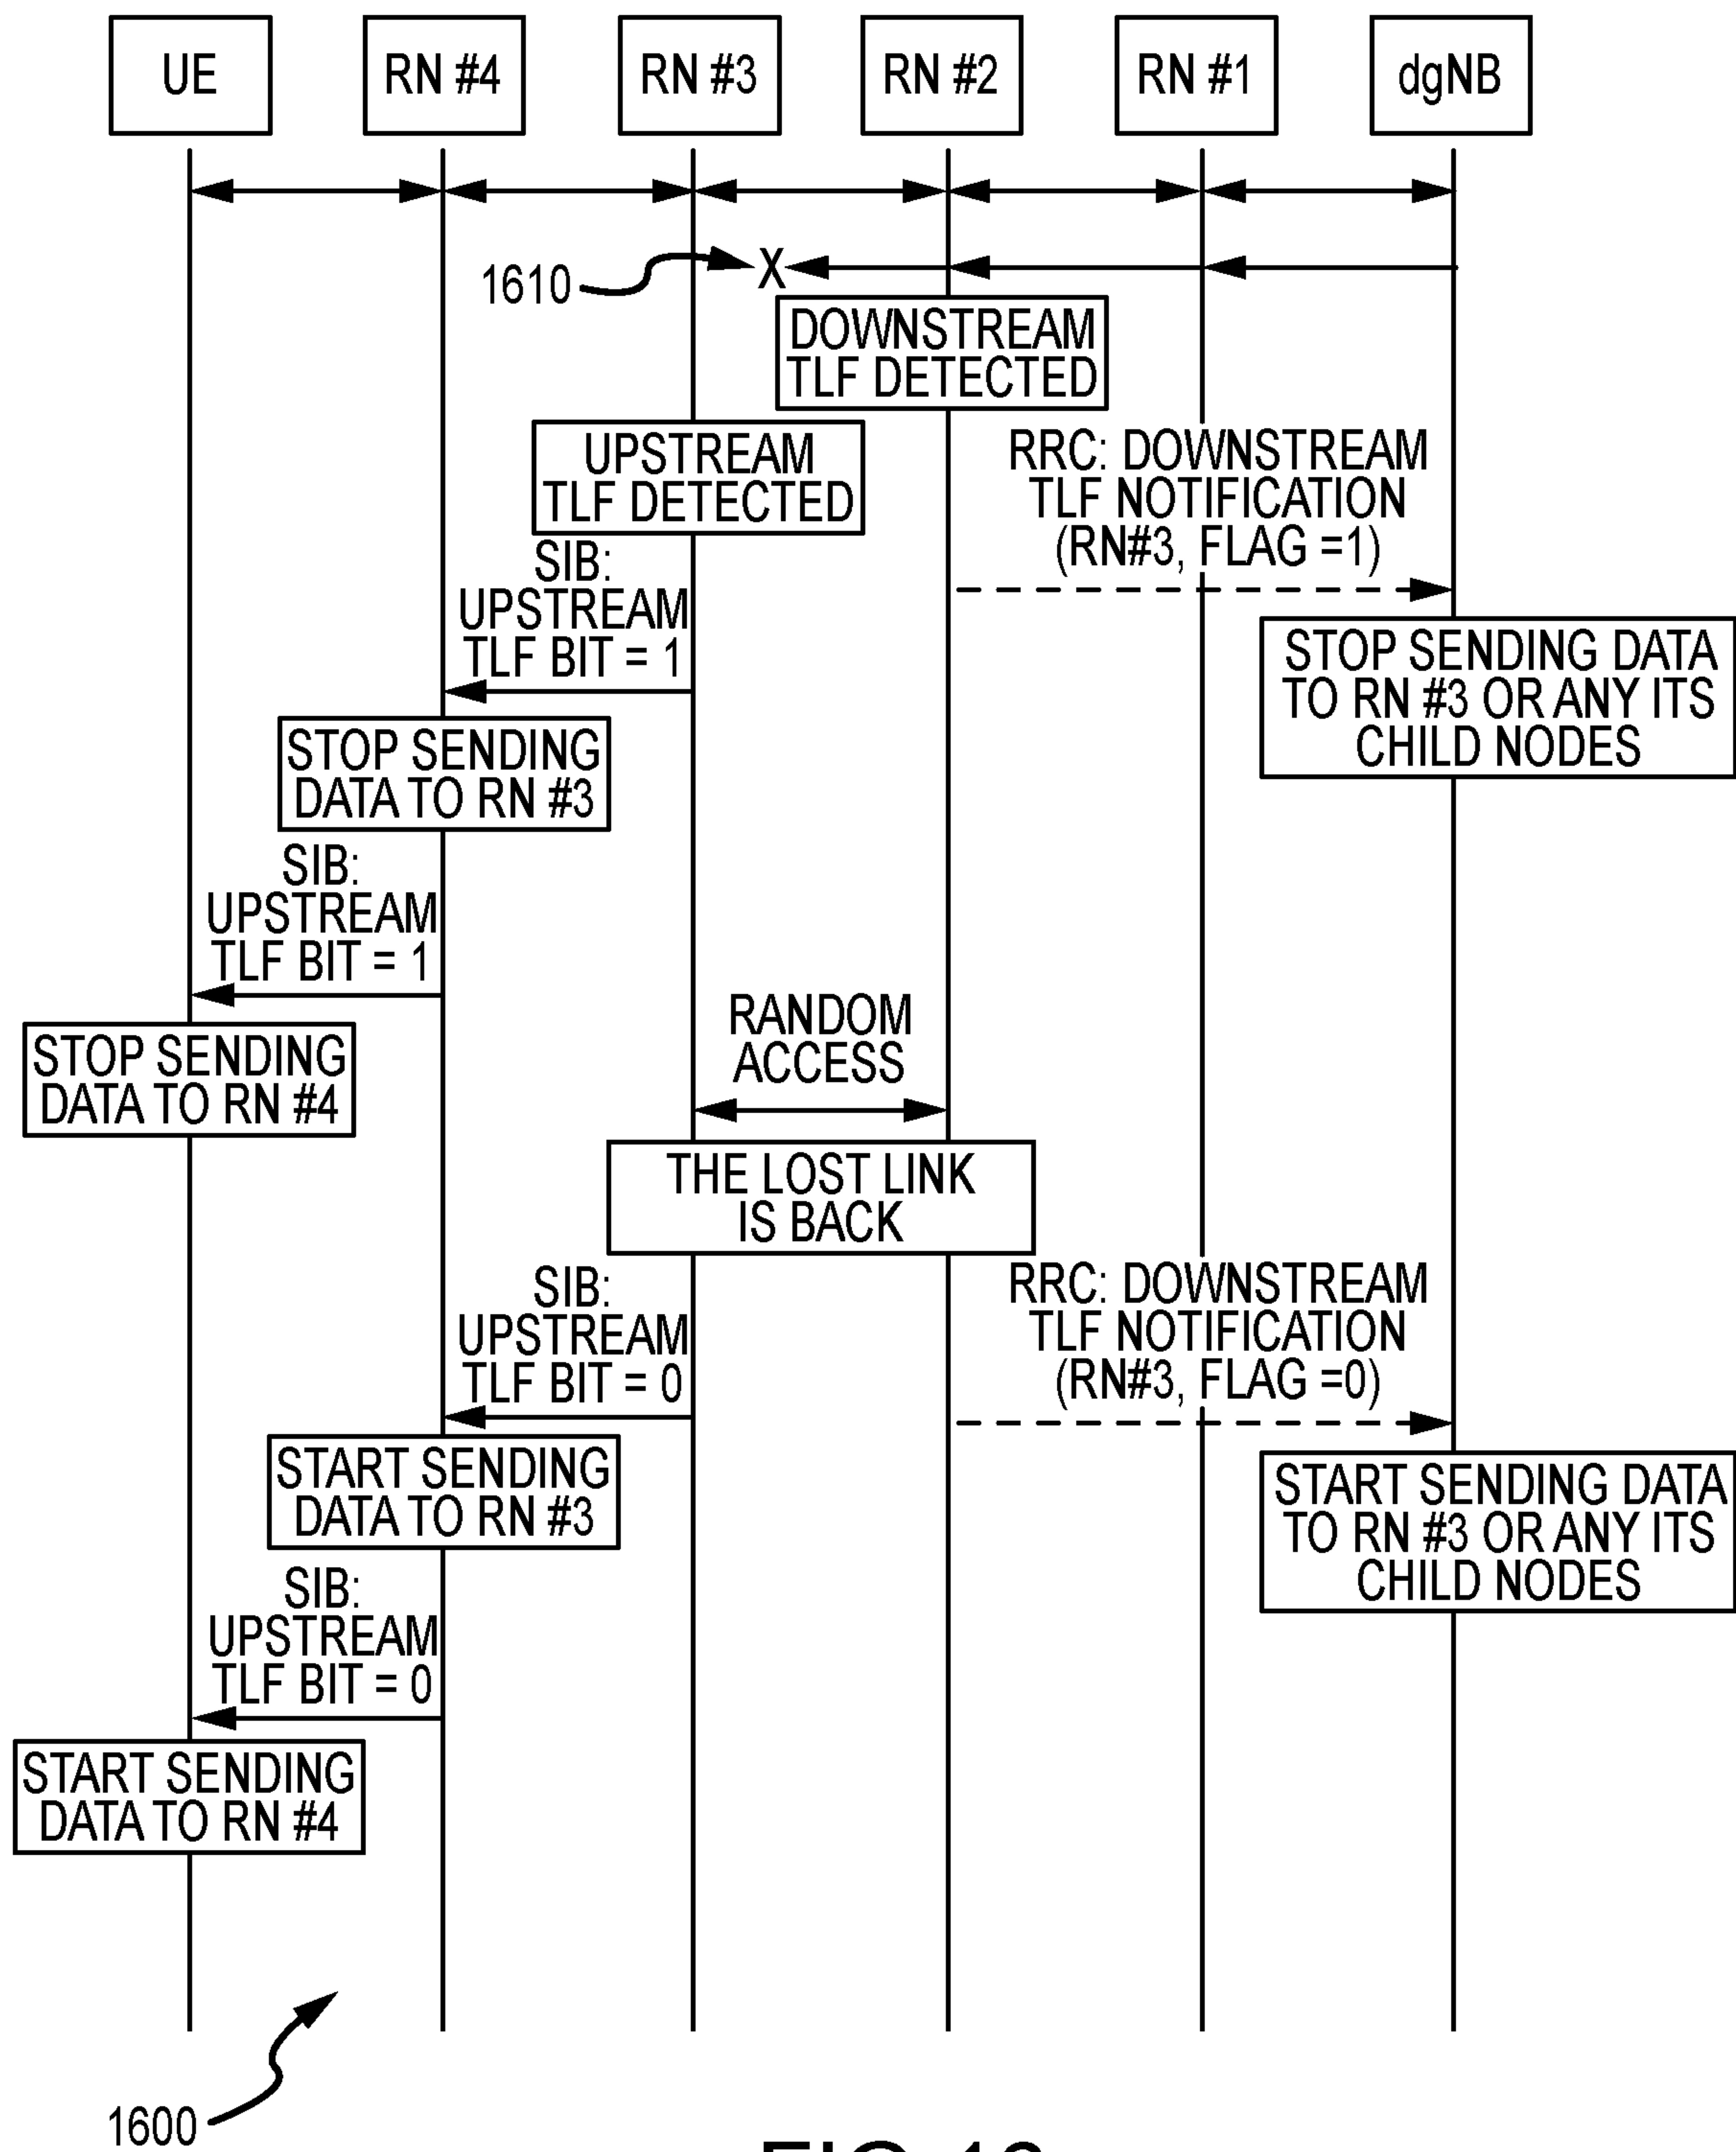 UE
RN #4
RN #3
RN #2
RN #1
dgNB
1610
X
DOWNSTREAM
TLF DETECTED
UPSTREAM
TLF DETECTED
RRC: DOWNSTREAM
TLF NOTIFICATION
(RN#3, FLAG =1)
SIB:
UPSTREAM
TLF BIT = 1
STOP SENDING DATA
TO RN #3 OR ANY ITS
CHILD NODES
STOP SENDING
DATA TO RN #3
SIB:
UPSTREAM
TLF BIT = 1
STOP SENDING
DATA TO RN #4
RANDOM
ACCESS
THE LOST LINK
IS BACK
SIB:
UPSTREAM
TLF BIT = 0
RRC: DOWNSTREAM
TLF NOTIFICATION
(RN#3, FLAG =0)
START SENDING
DATA TO RN #3
START SENDING DATA
TO RN #3 OR ANY ITS
CHILD NODES
SIB:
UPSTREAM
TLF BIT = 0
START SENDING
DATA TO RN #4
1600